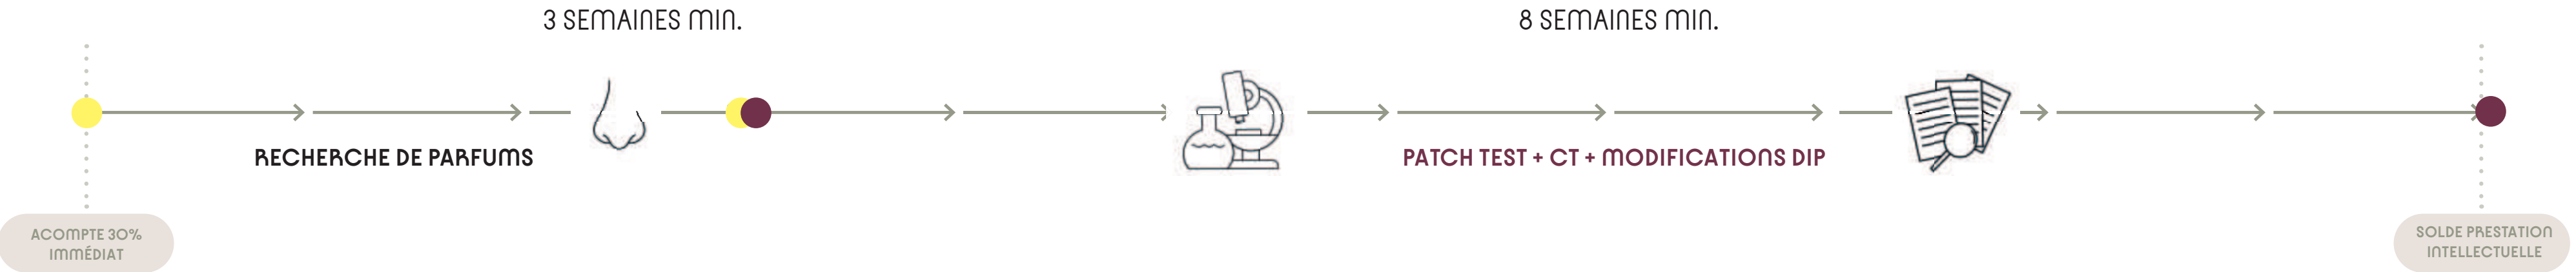 3 SEMAINES MIN.
8 SEMAINES MIN.
RECHERCHE DE PARFUMS
PATCH TEST + CT + MODIFICATIONS DIP
ACOMPTE 30%
IMMÉDIAT
SOLDE PRESTATION
INTELLECTUELLE